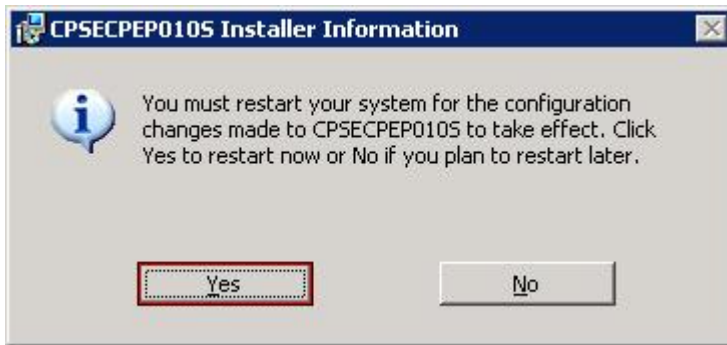 CPSECPEP010S Installer Information
You must restart your system for the configuration
changes made to CPSECPEP010S to take effect. Click
Yes to restart now or No if you plan to restart later.
Yes
No